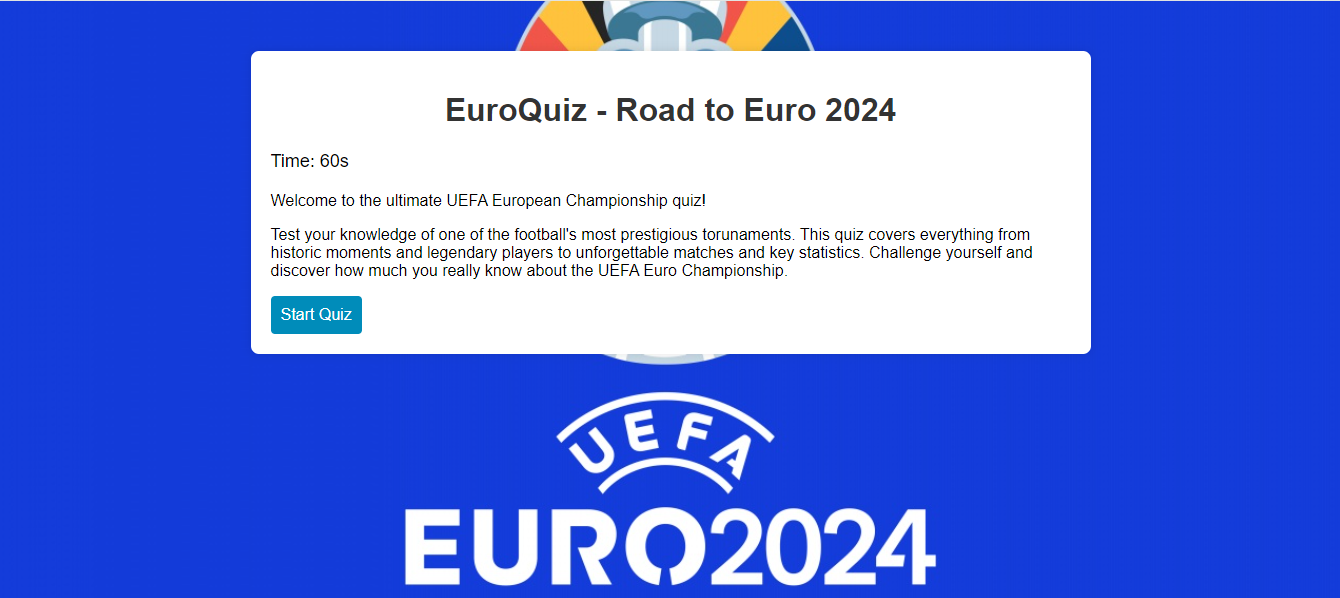 EuroQuiz - Road to Euro 2024
Time: 60s
Welcome to the ultimate UEFA European Championship quiz!
Test your knowledge of one of the football's most prestigious torunaments. This quiz covers everything from
historic moments and legendary players to unforgettable matches and key statistics. Challenge yourself and
discover how much you really know about the UEFA Euro Championship.
Start Quiz
UEFA
EURO2024